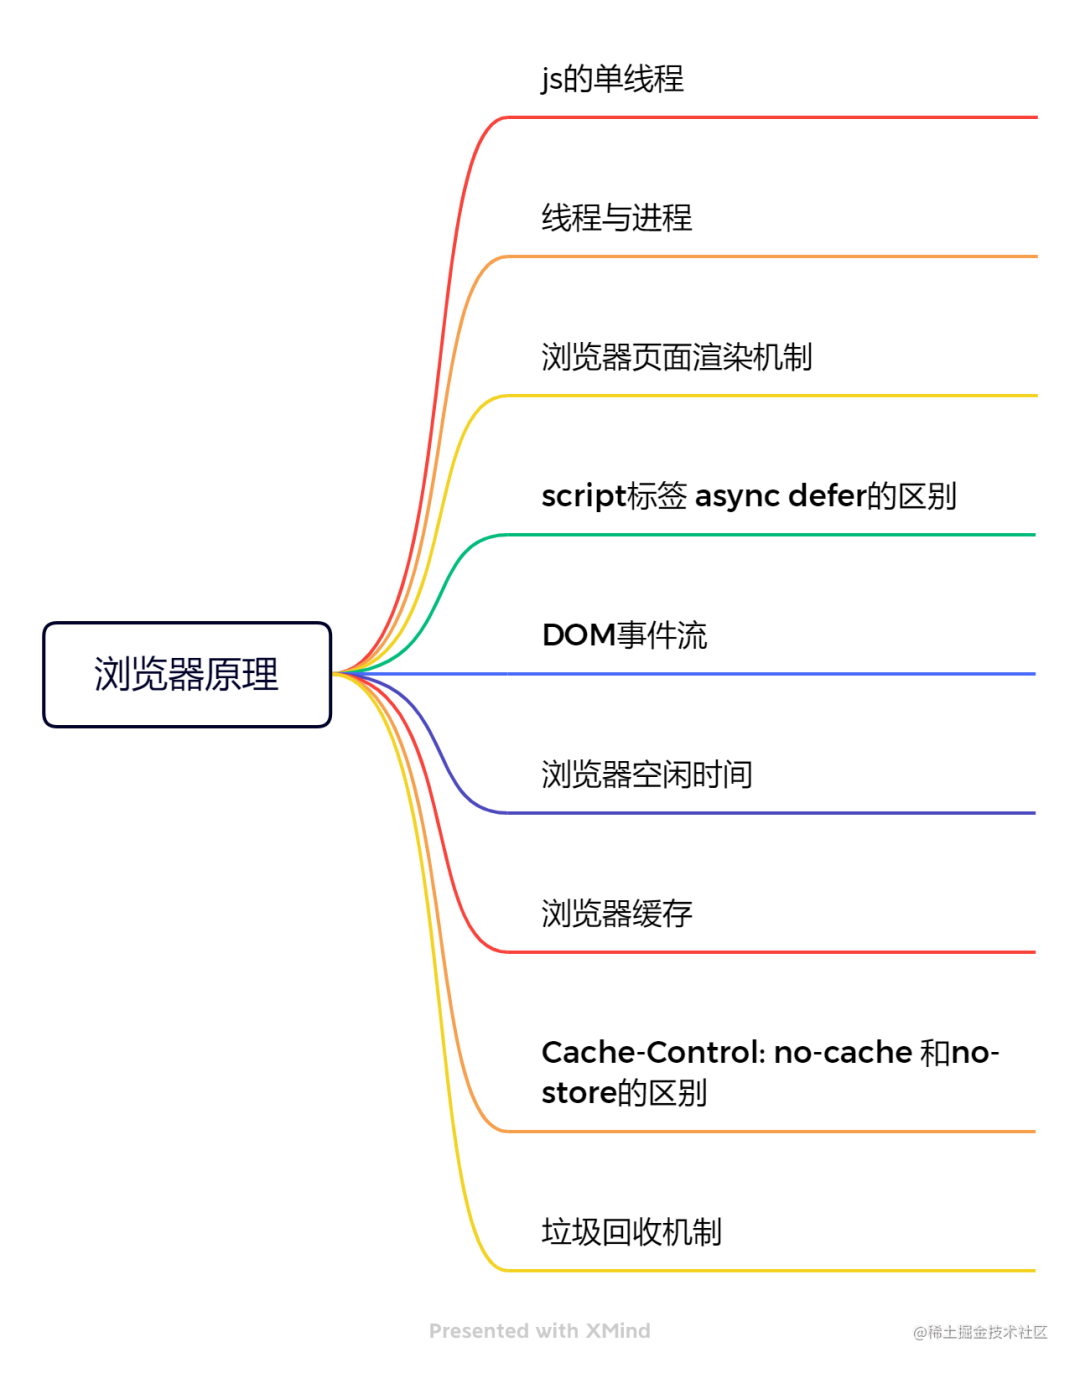 js的单线程
线程与进程
浏览器页面渲染机制
script标签 async defer的区别
浏览器原理
DOM事件流
浏览器空闲时间
浏览器缓存
Cache-Control: no-cache 和no-
store的区别
垃圾回收机制
Presented with XMind
@稀土掘金技术社区